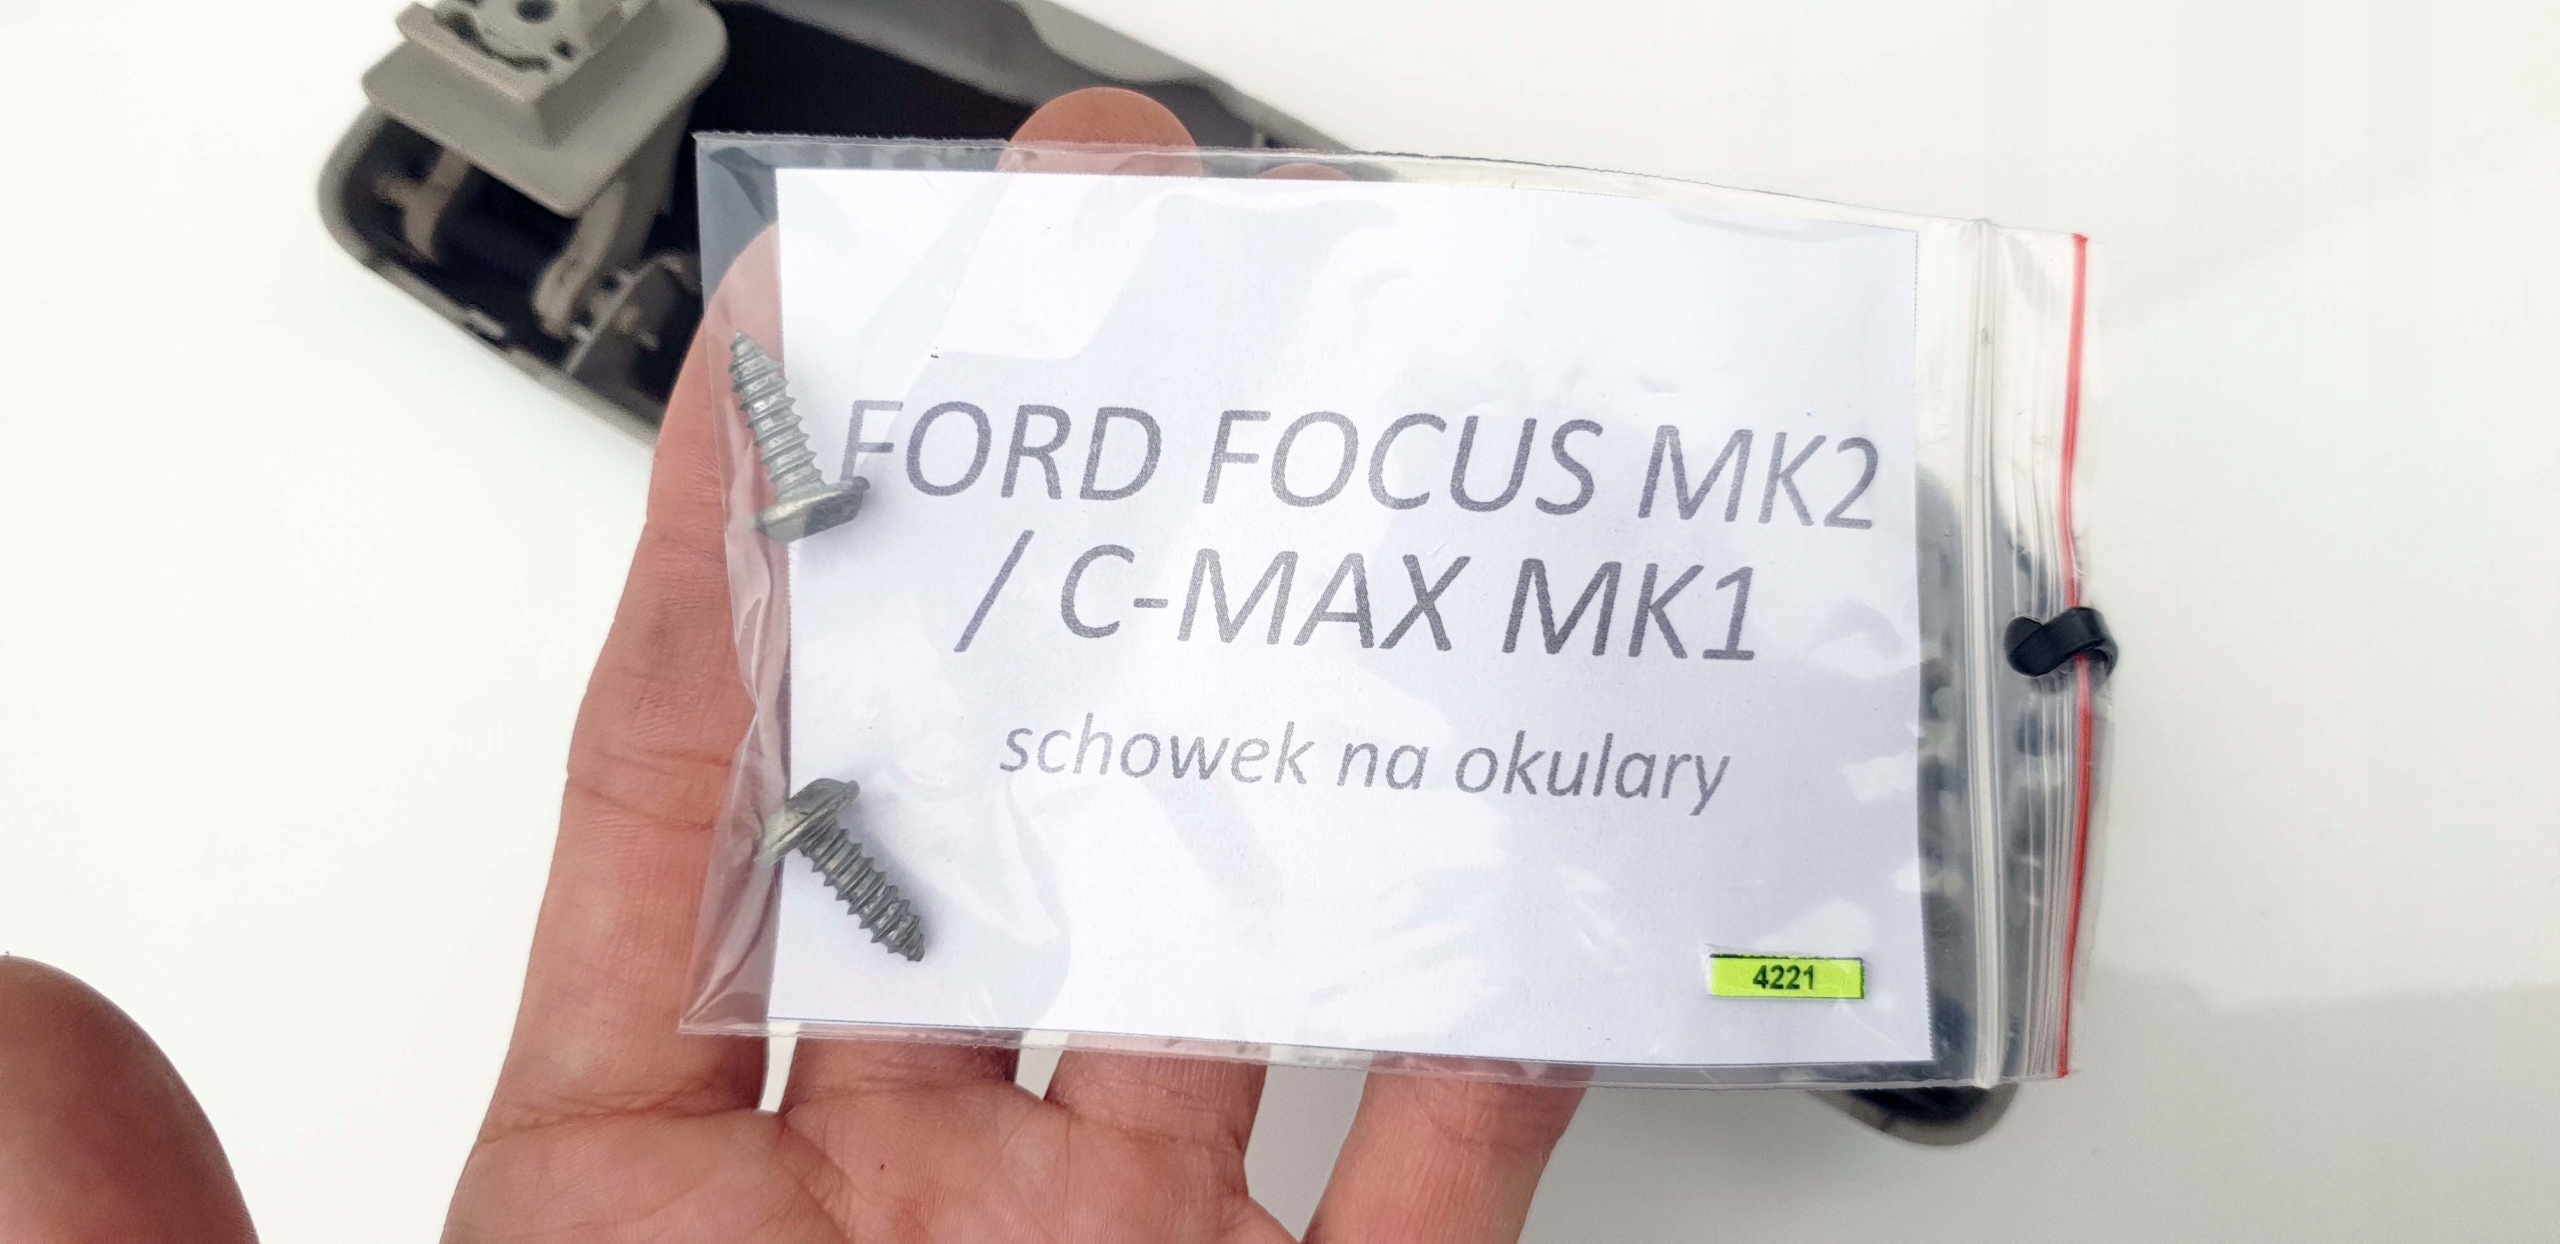 FORD FOCUS MK2
/ C-MAX MK1
schowek na okulary
4221